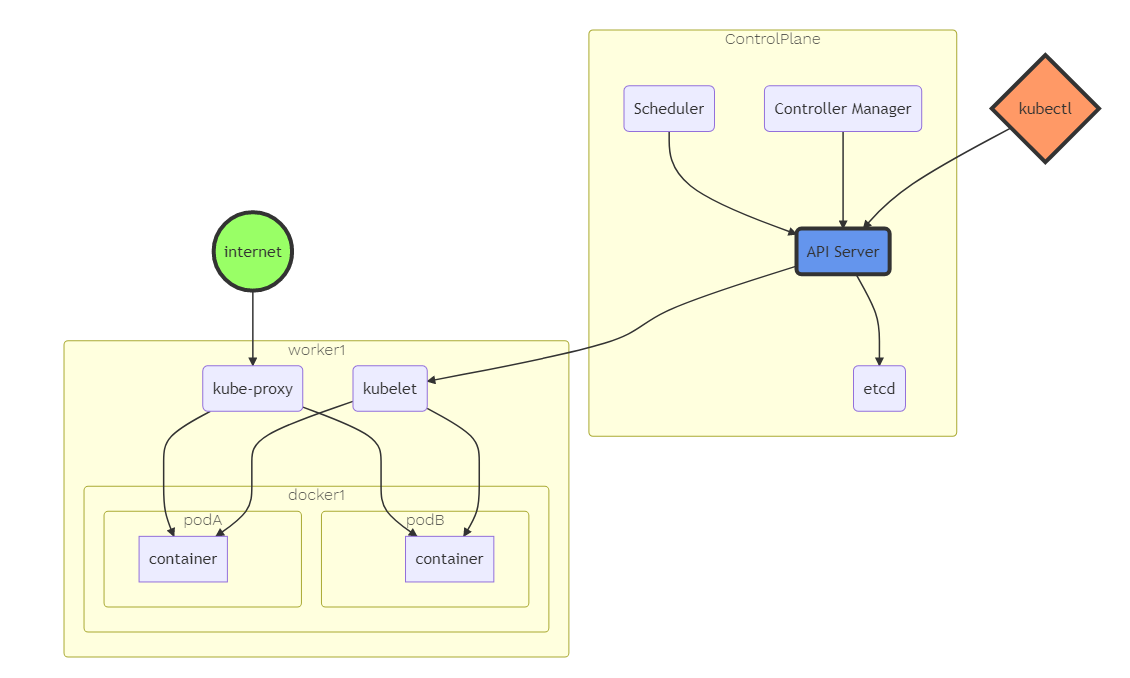 ControlPlane
Scheduler
Controller Manager
kubectl
internet
API Server
worker1
kube-proxy
kubelet
etcd
docker1
podA
podB
container
container